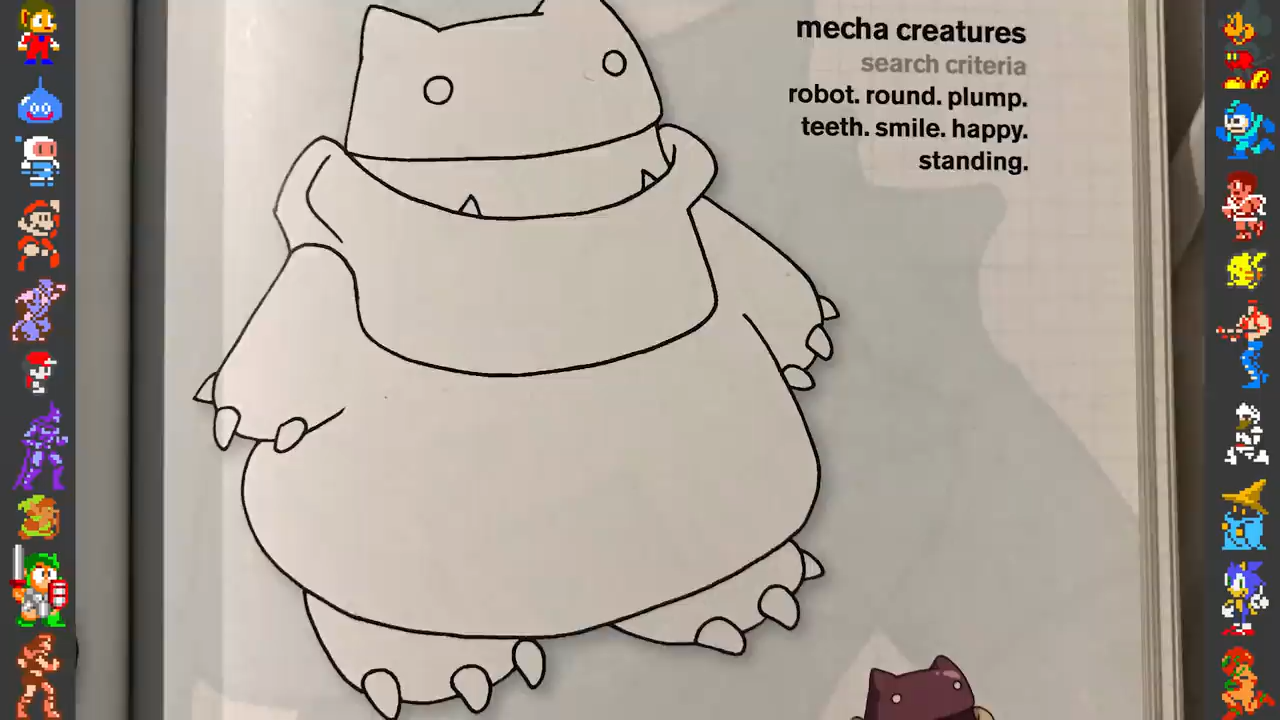 mecha creatures
search criteria
robot. round. plump.
teeth. smile. happy.
standing.